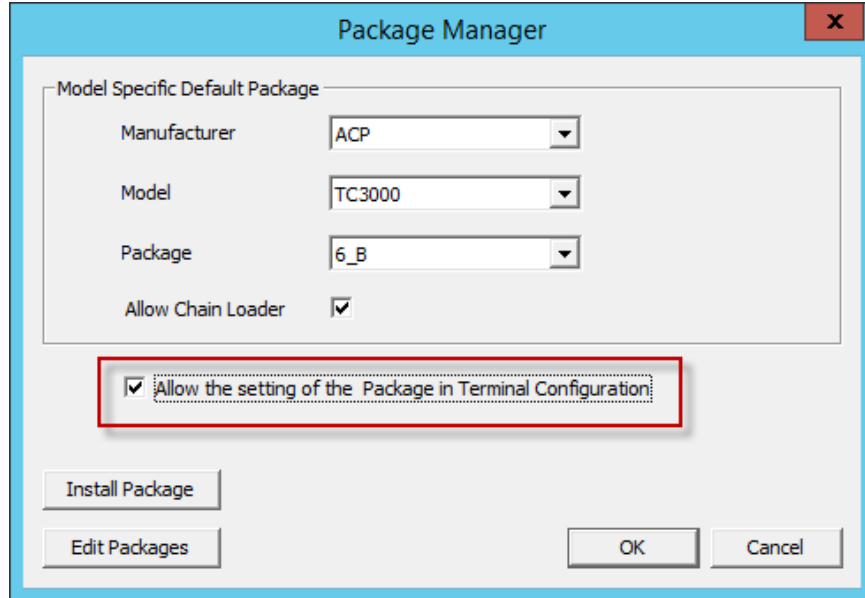 Package Manager
x
Model Specific Default Package
Manufacturer ACP
Model TC3000
Package 6_B
Allow Chain Loader
Allow the setting of the Package in Terminal Configuration
Install Package
Edit Packages OK Cancel